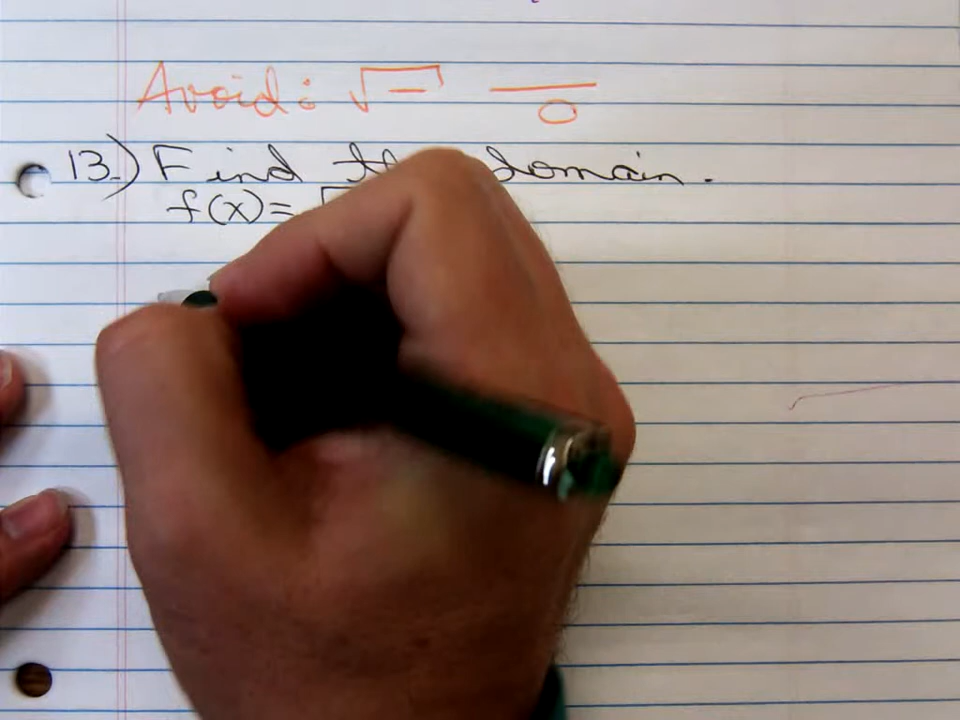 Avoid: √− —/0
13.) Find domain.
f(x) = √